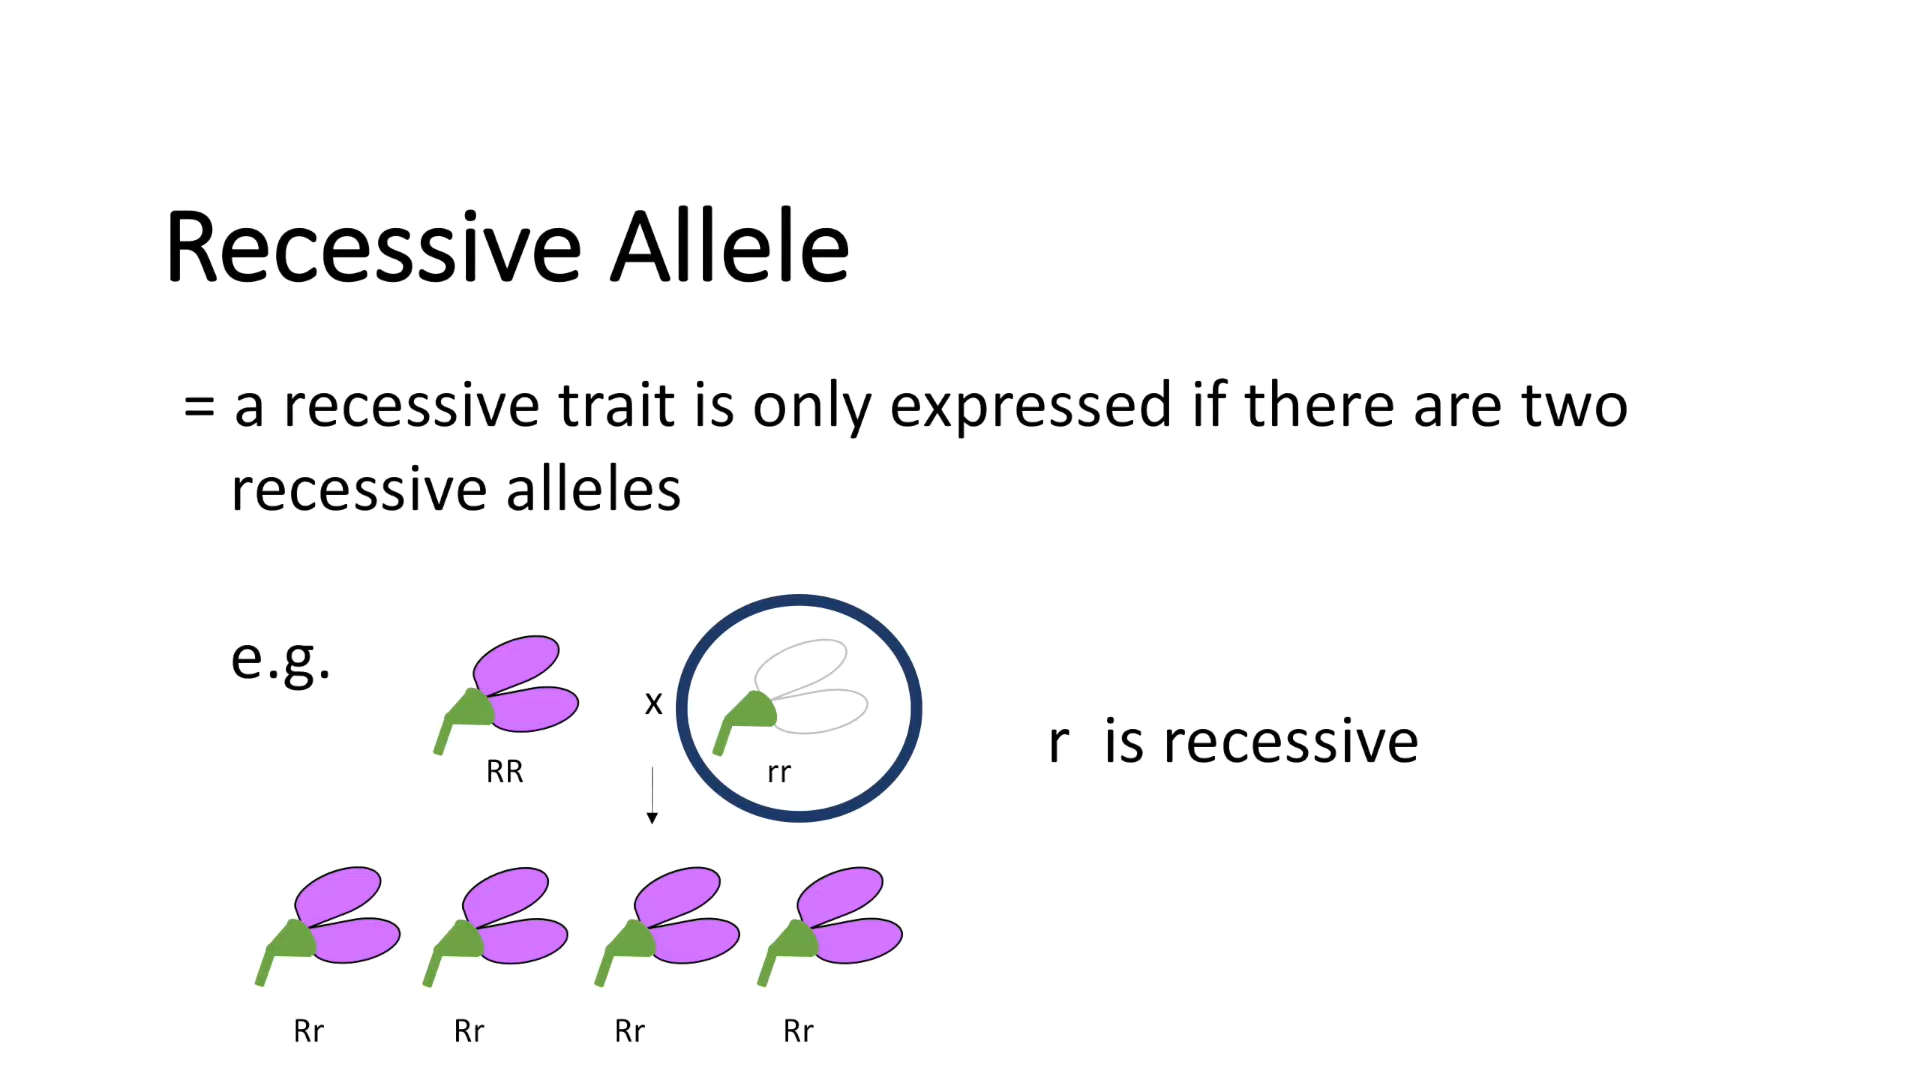 Recessive Allele
= a recessive trait is only expressed if there are two
recessive alleles
e.g.
x
RR
rr
r is recessive
Rr Rr Rr Rr